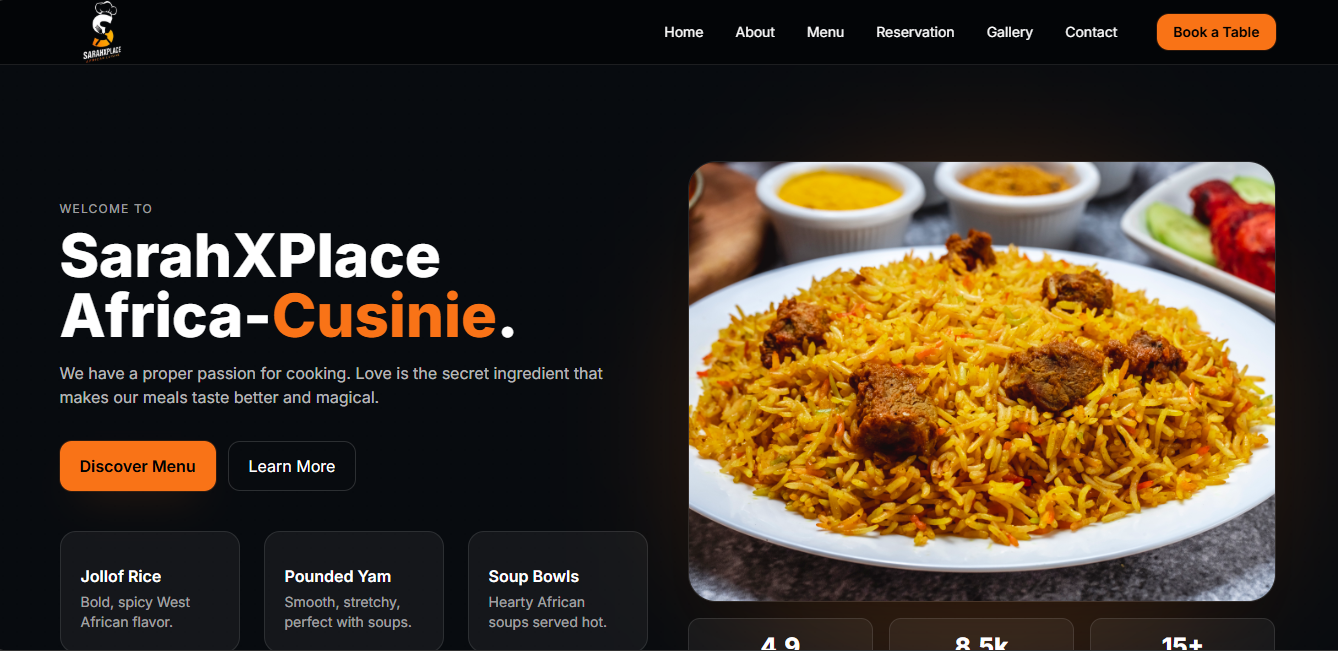 SARAHXPLACE
Home About Menu Reservation Gallery Contact Book a Table
WELCOME TO
SarahXPlace
Africa-Cusinie.
We have a proper passion for cooking. Love is the secret ingredient that
makes our meals taste better and magical.
Discover Menu Learn More
Jollof Rice
Bold, spicy West
African flavor.
Pounded Yam
Smooth, stretchy,
perfect with soups.
Soup Bowls
Hearty African
soups served hot.
4.9 8.5k 15+